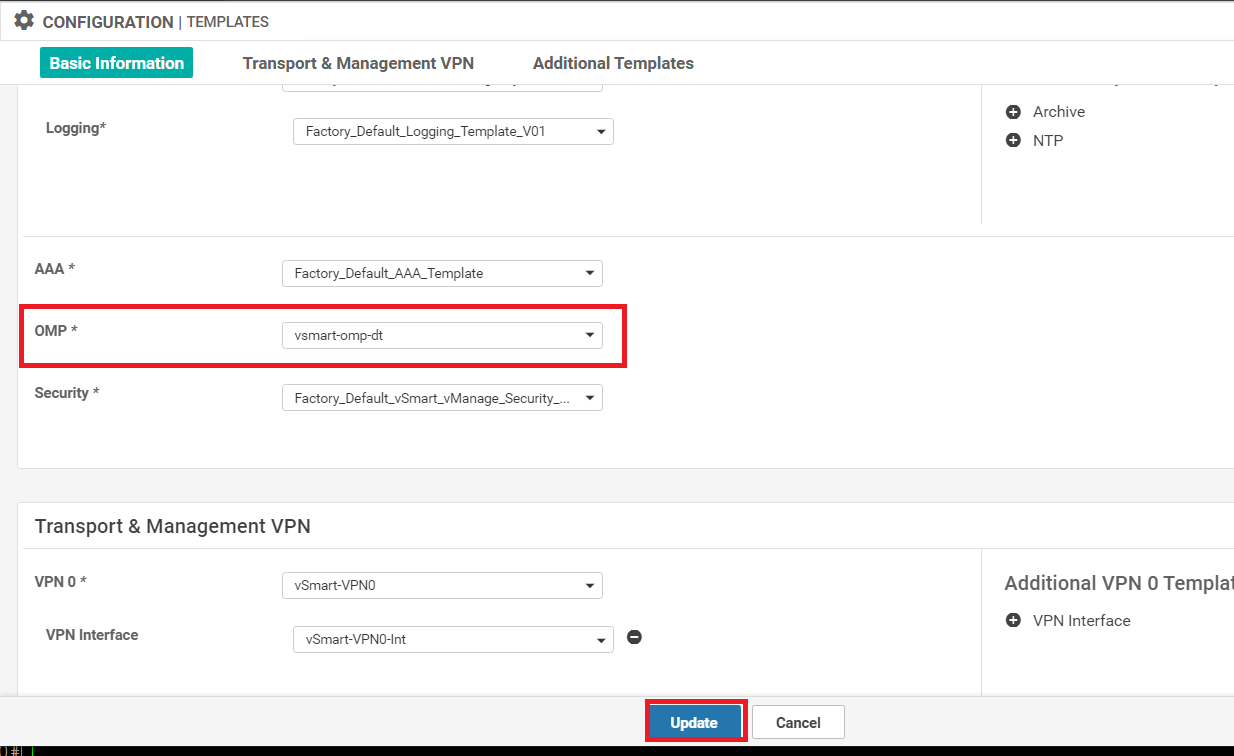 CONFIGURATION | TEMPLATES
Basic Information Transport & Management VPN Additional Templates
Logging* Factory_Default_Logging_Template_V01
Archive
NTP
AAA * Factory_Default_AAA_Template
OMP * vsmart-omp-dt
Security * Factory_Default_vSmart_vManage_Security_...
Transport & Management VPN
VPN 0 * vSmart-VPN0
Additional VPN 0 Templat
VPN Interface vSmart-VPN0-Int
VPN Interface
Update Cancel
)#